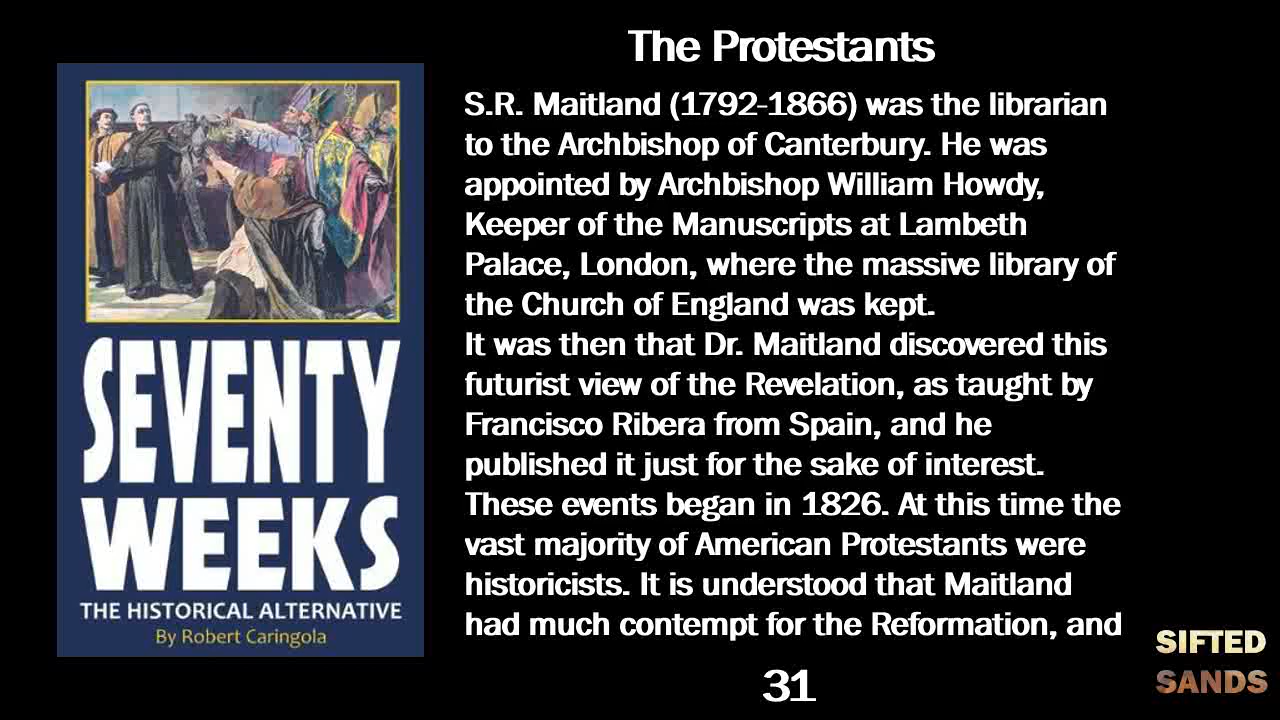 The Protestants
S.R. Maitland (1792-1866) was the librarian
to the Archbishop of Canterbury. He was
appointed by Archbishop William Howdy,
Keeper of the Manuscripts at Lambeth
Palace, London, where the massive library of
the Church of England was kept.
It was then that Dr. Maitland discovered this
futurist view of the Revelation, as taught by
Francisco Ribera from Spain, and he
published it just for the sake of interest.
These events began in 1826. At this time the
vast majority of American Protestants were
historicists. It is understood that Maitland
had much contempt for the Reformation, and
31
SEVENTY
WEEKS
THE HISTORICAL ALTERNATIVE
By Robert Caringola
SIFTED
SANDS